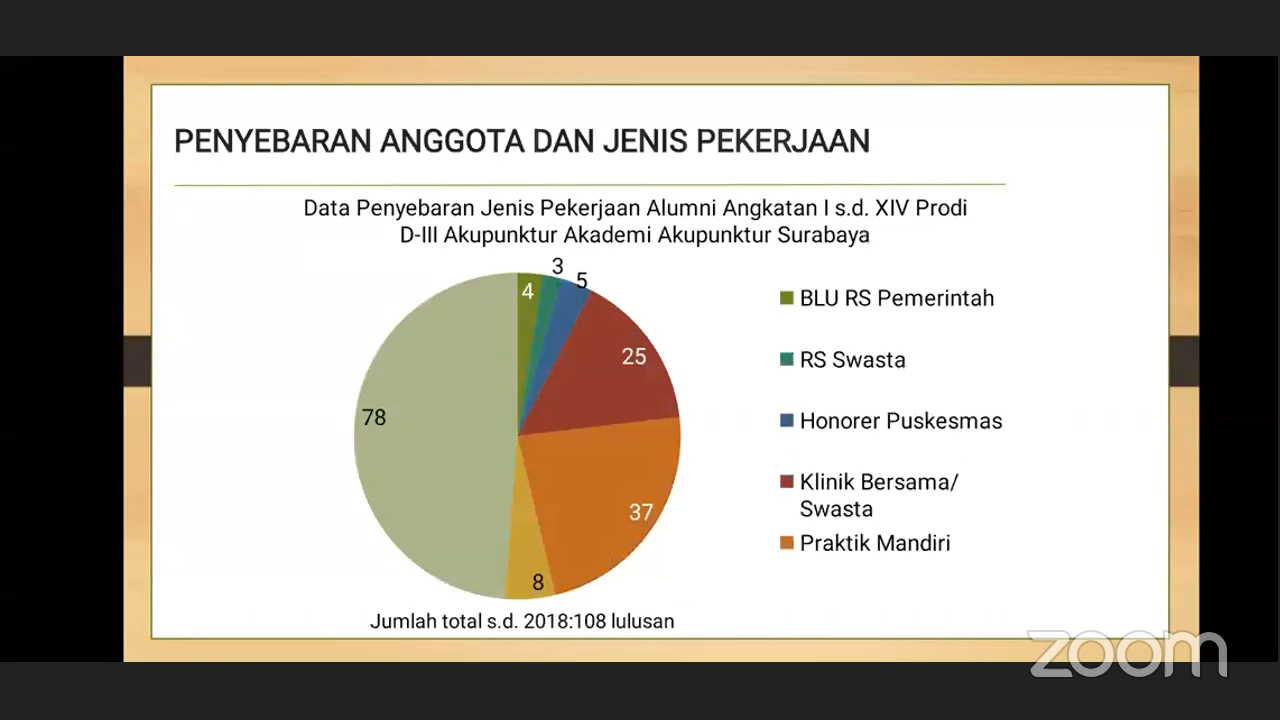 PENYEBARAN ANGGOTA DAN JENIS PEKERJAAN
Data Penyebaran Jenis Pekerjaan Alumni Angkatan I s.d. XIV Prodi
D-III Akupunktur Akademi Akupunktur Surabaya
3
5
4
25
78
37
8
BLU RS Pemerintah
RS Swasta
Honorer Puskesmas
Klinik Bersama/
Swasta
Praktik Mandiri
Jumlah total s.d. 2018:108 lulusan
zoom